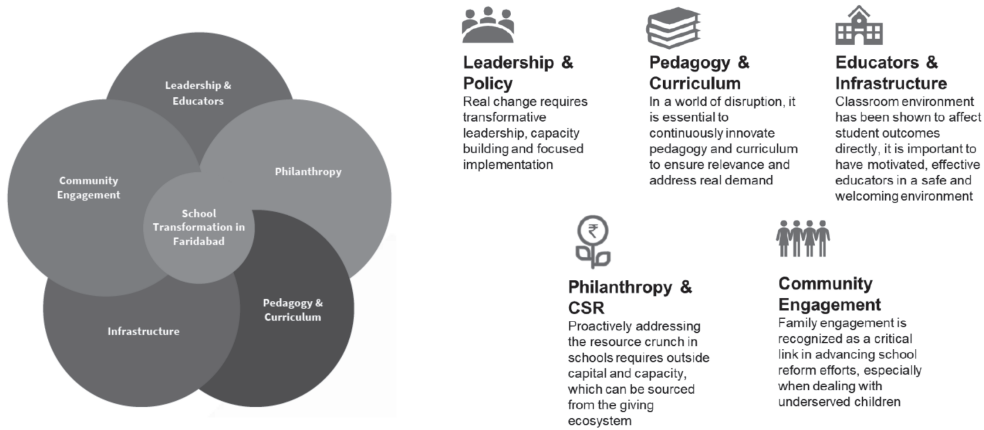 Leadership &
Educators
Philanthropy
Community
Engagement
School
Transformation in
Faridabad
Pedagogy &
Curriculum
Infrastructure
Leadership &
Policy
Real change requires
transformative
leadership, capacity
building and focused
implementation
Pedagogy &
Curriculum
In a world of disruption, it
is essential to
continuously innovate
pedagogy and curriculum
to ensure relevance and
address real demand
Educators &
Infrastructure
Classroom environment
has been shown to affect
student outcomes
directly, it is important to
have motivated, effective
educators in a safe and
welcoming environment
₹
Philanthropy &
CSR
Proactively addressing
the resource crunch in
schools requires outside
capital and capacity,
which can be sourced
from the giving
ecosystem
Community
Engagement
Family engagement is
recognized as a critical
link in advancing school
reform efforts, especially
when dealing with
underserved children